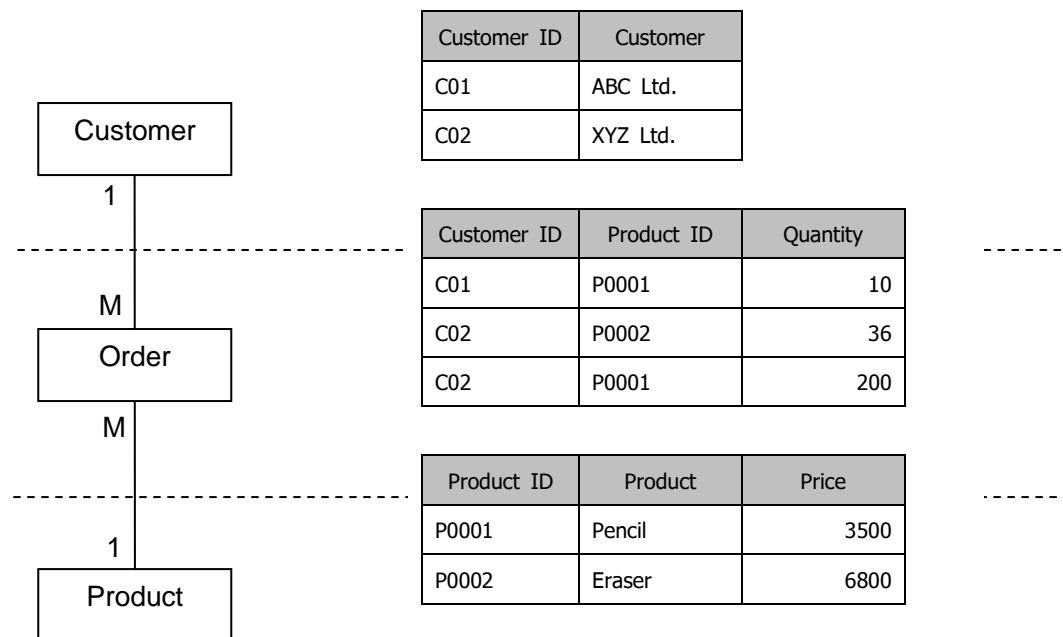 Customer ID Customer
C01 ABC Ltd.
C02 XYZ Ltd.
Customer
1
M
Order
M
1
Product
Customer ID Product ID Quantity
C01 P0001 10
C02 P0002 36
C02 P0001 200
Product ID Product Price
P0001 Pencil 3500
P0002 Eraser 6800